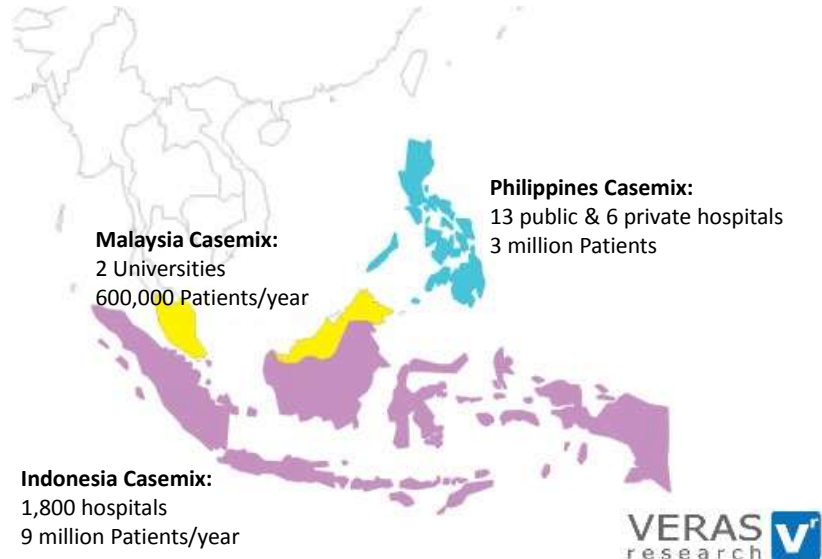 Philippines Casemix:
13 public & 6 private hospitals
3 million Patients
Malaysia Casemix:
2 Universities
600,000 Patients/year
Indonesia Casemix:
1,800 hospitals
9 million Patients/year
VERAS
research
Vr